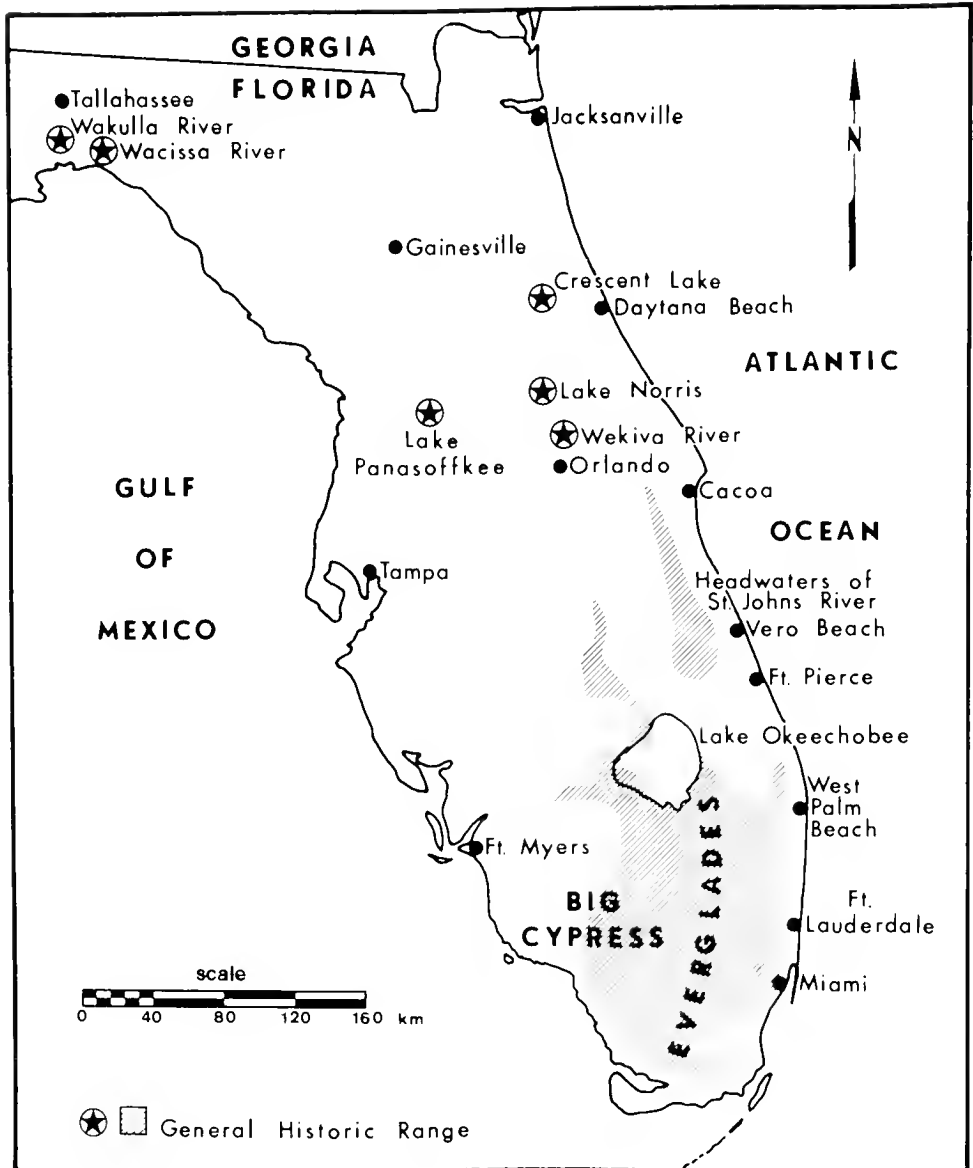 GEORGIA
FLORIDA
Tallahassee
Wakulla River
Wacissa River
Jacksanville
N
Gainesville
Crescent Lake
Daytana Beach
ATLANTIC
Lake Norris
Lake
Panasoffkee
Wekiva River
Orlando
GULF
OF
MEXICO
Cacoa
OCEAN
Tampa
Headwaters of
St. Johns River
Vero Beach
Ft. Pierce
Lake Okeechobee
West
Palm
Beach
Ft. Myers
BIG
CYPRESS
EVERGLADES
Ft.
Lauderdale
Miami
scale
0 40 80 120 160 km
General Historic Range